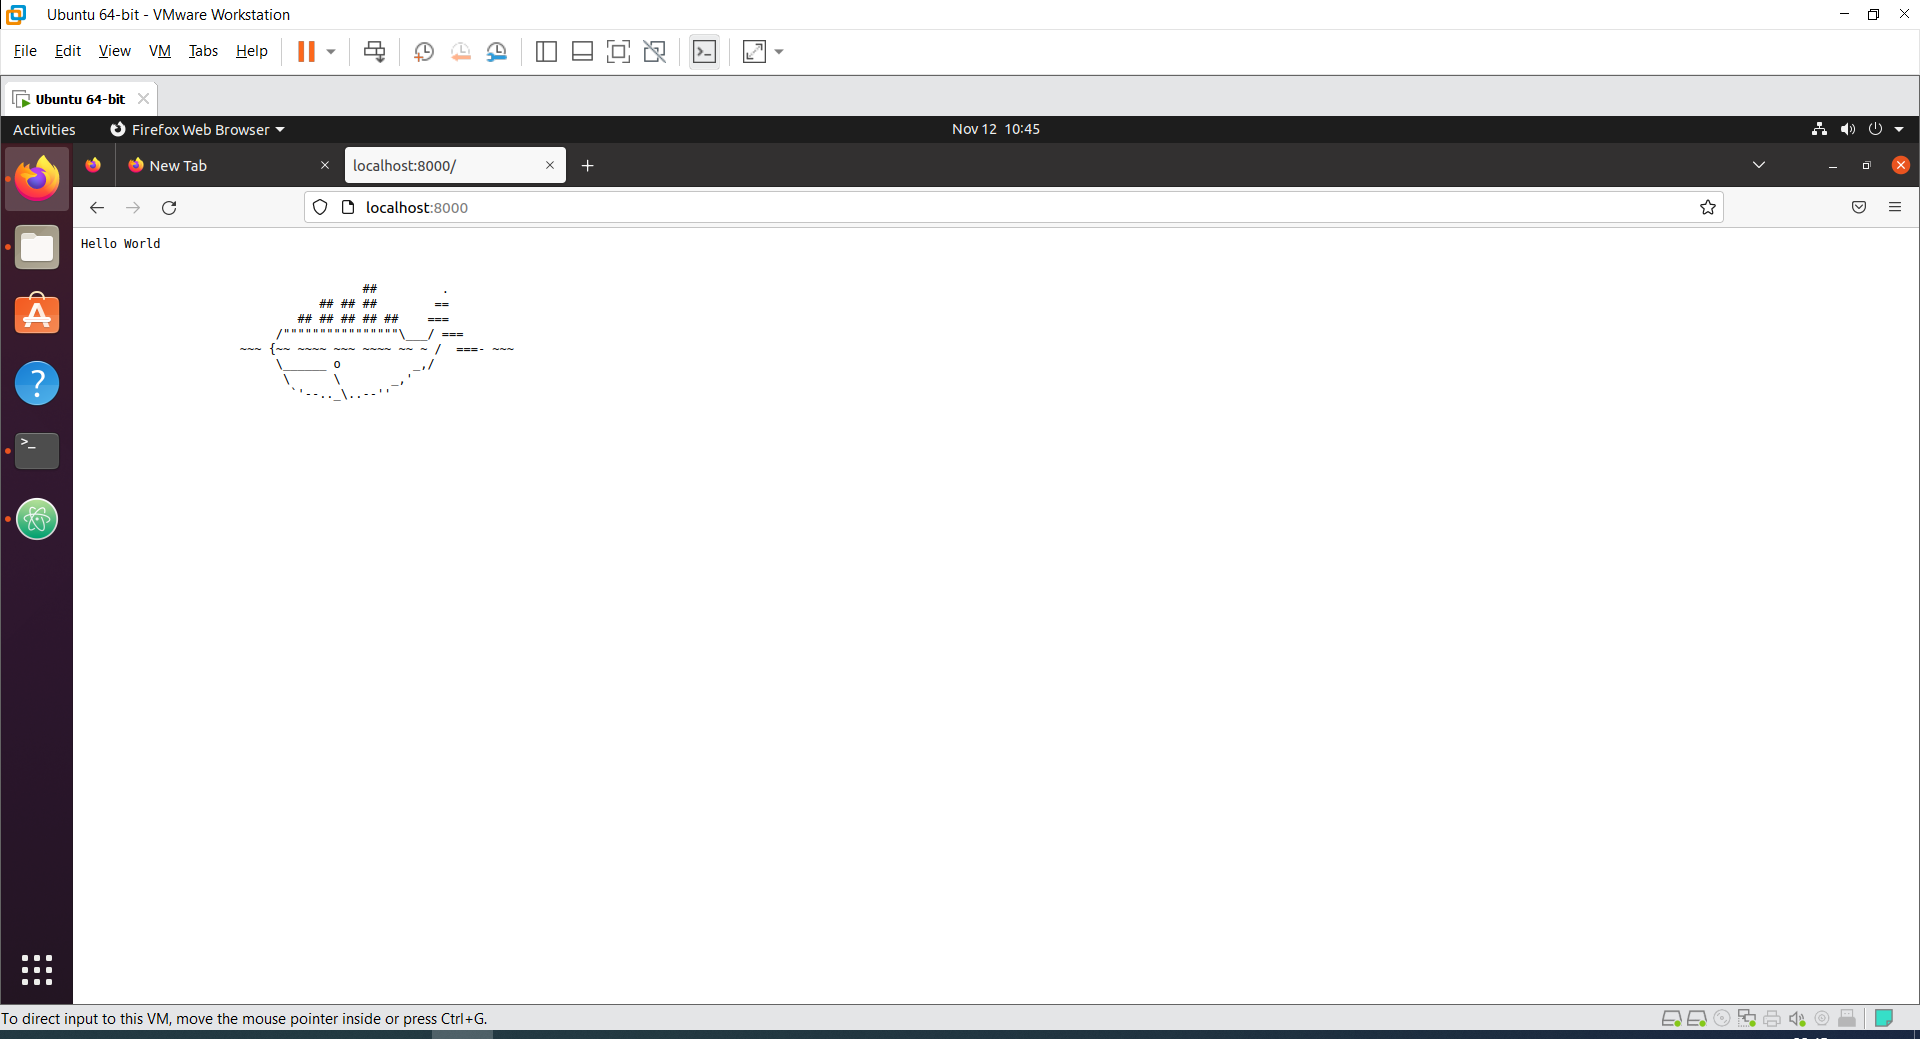 Ubuntu 64-bit - VMware Workstation
File Edit View VM Tabs Help
Ubuntu 64-bit
Activities Firefox Web Browser Nov 12 10:45
New Tab localhost:8000/
localhost:8000
Hello World
                                       ##         .
                                 ## ## ##        ==
                              ## ## ## ## ##    ===
                           /""""""""""""""""\___/ ===
                      ~~~ {~~ ~~~~ ~~~ ~~~~ ~~ ~ /  ===- ~~~
                           \______ o          _,/
                            \      \       _,'
                             `'--.._\..--''
To direct input to this VM, move the mouse pointer inside or press Ctrl+G.